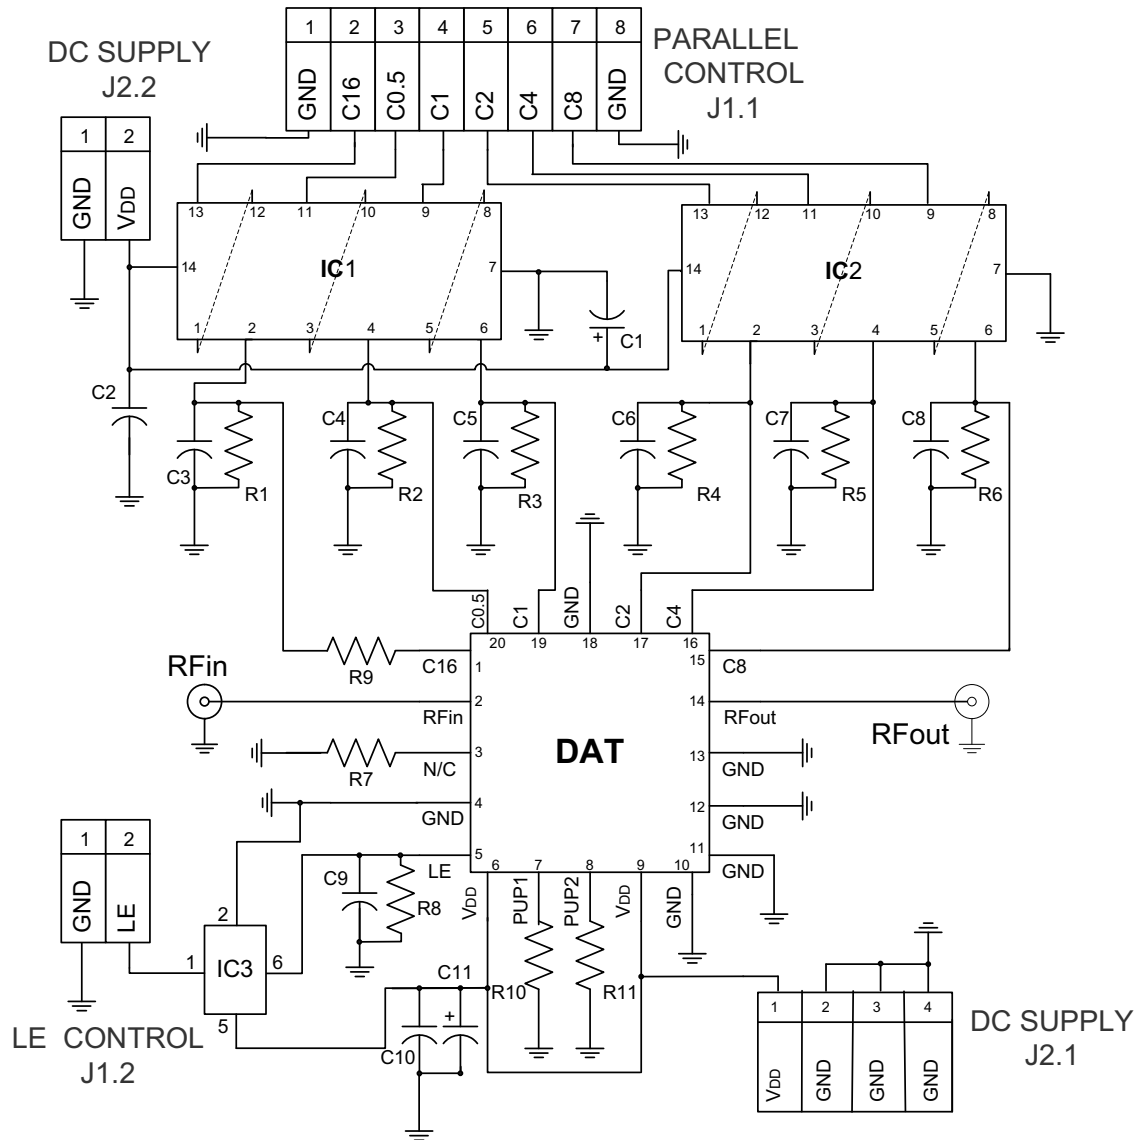 DC SUPPLY
J2.2
1 2
GND
VDD
1 2 3 4 5 6 7 8
GND
C16
C0.5
C1
C2
C4
C8
GND
PARALLEL
CONTROL
J1.1
13 12 11 10 9 8
14 IC1 7
1 2 3 4 5 6
13 12 11 10 9 8
14 IC2 7
1 2 3 4 5 6
+ C1
C2
C3 R1
C4 R2
C5 R3
C6 R4
C7 R5
C8 R6
C0.5
C1
GND
C2
C4
20 19 18 17 16
R9 C16 1
15 C8
RFin
2 RFin
14 RFout
RFout
R7 N/C 3
DAT
13 GND
GND 4
12 GND
LE 5
11 GND
6 7 8 9 10
VDD
PUP1
PUP2
VDD
GND
C9 R8
R10 R11
1 2
GND
LE
2
1 IC3 6
5
LE CONTROL
J1.2
C11
+
C10
1 2 3 4
VDD
GND
GND
GND
DC SUPPLY
J2.1